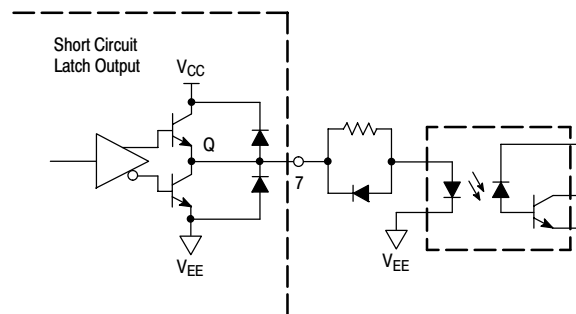 Short Circuit
Latch Output
VCC
Q
7
VEE
VEE